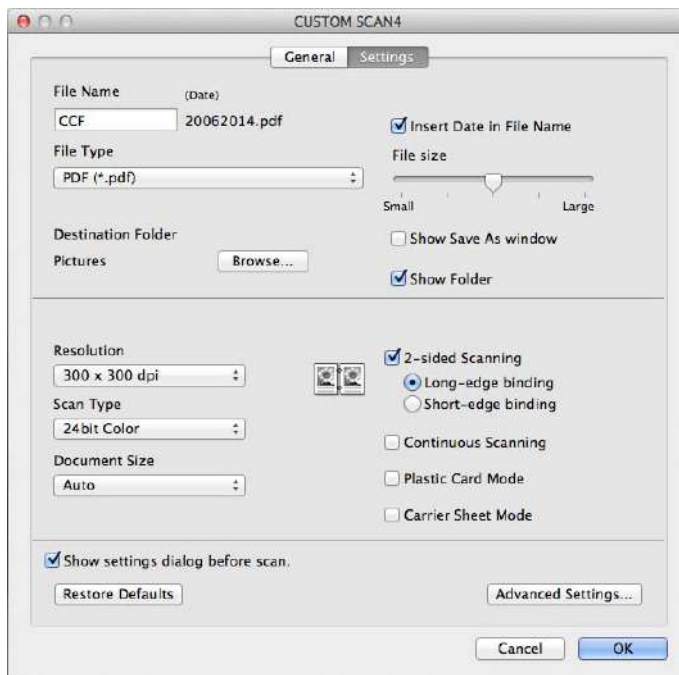 CUSTOM SCAN4
General Settings
File Name (Date)
CCF 20062014.pdf
Insert Date in File Name
File Type
File size
PDF (*.pdf)
Small Large
Destination Folder
Show Save As window
Pictures Browse...
Show Folder
Resolution
2-sided Scanning
300 x 300 dpi
Long-edge binding
Scan Type
Short-edge binding
24bit Color
Continuous Scanning
Document Size
Auto
Plastic Card Mode
Carrier Sheet Mode
Show settings dialog before scan.
Restore Defaults Advanced Settings...
Cancel OK